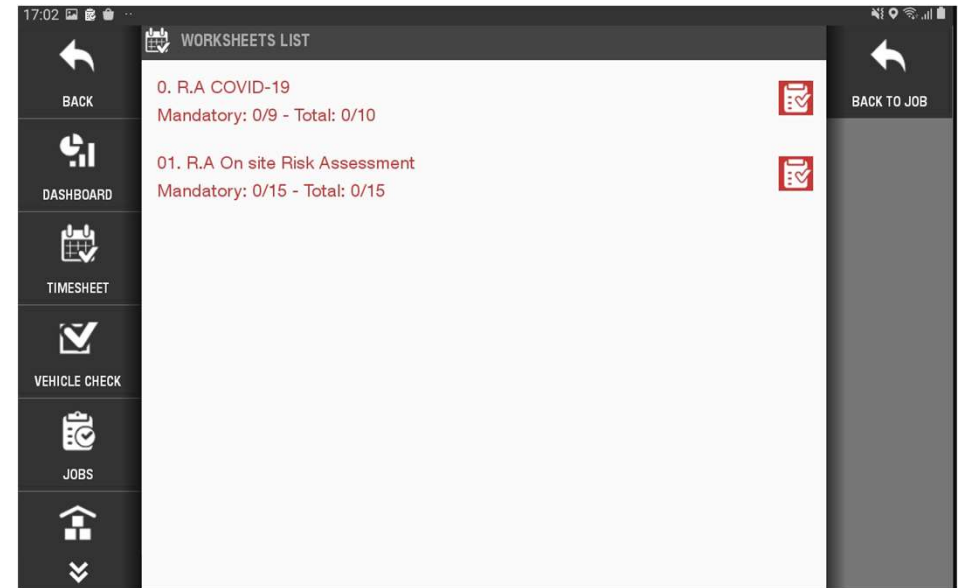 17:02
WORKSHEETS LIST
BACK
0. R.A COVID-19
Mandatory: 0/9 - Total: 0/10
BACK TO JOB
01. R.A On site Risk Assessment
Mandatory: 0/15 - Total: 0/15
DASHBOARD
TIMESHEET
VEHICLE CHECK
JOBS